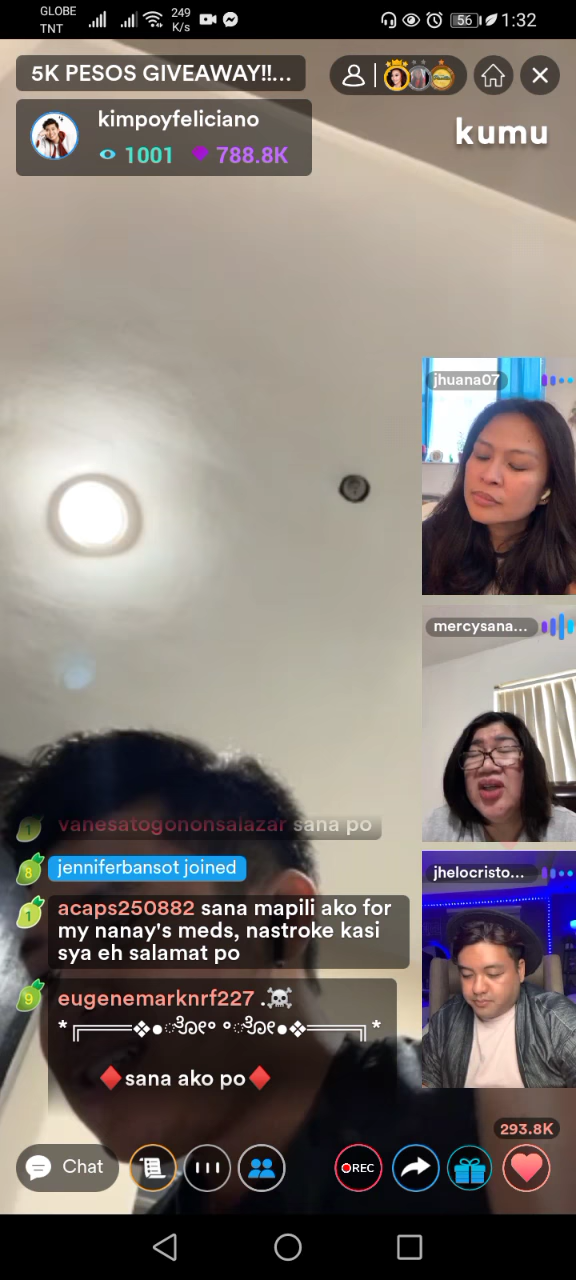 GLOBE
TNT
249
K/s
56
1:32
5K PESOS GIVEAWAY!!...
kimpoyfeliciano
1001
788.8K
kumu
jhuana07
mercysana...
jhelocristo...
1 vanesatogononsalazar sana po
8 jenniferbansot joined
1 acaps250882 sana mapili ako for
my nanay's meds, nastroke kasi
sya eh salamat po
9 eugenemarknrf227 .☠️
♦️sana ako po♦️
293.8K
Chat
REC